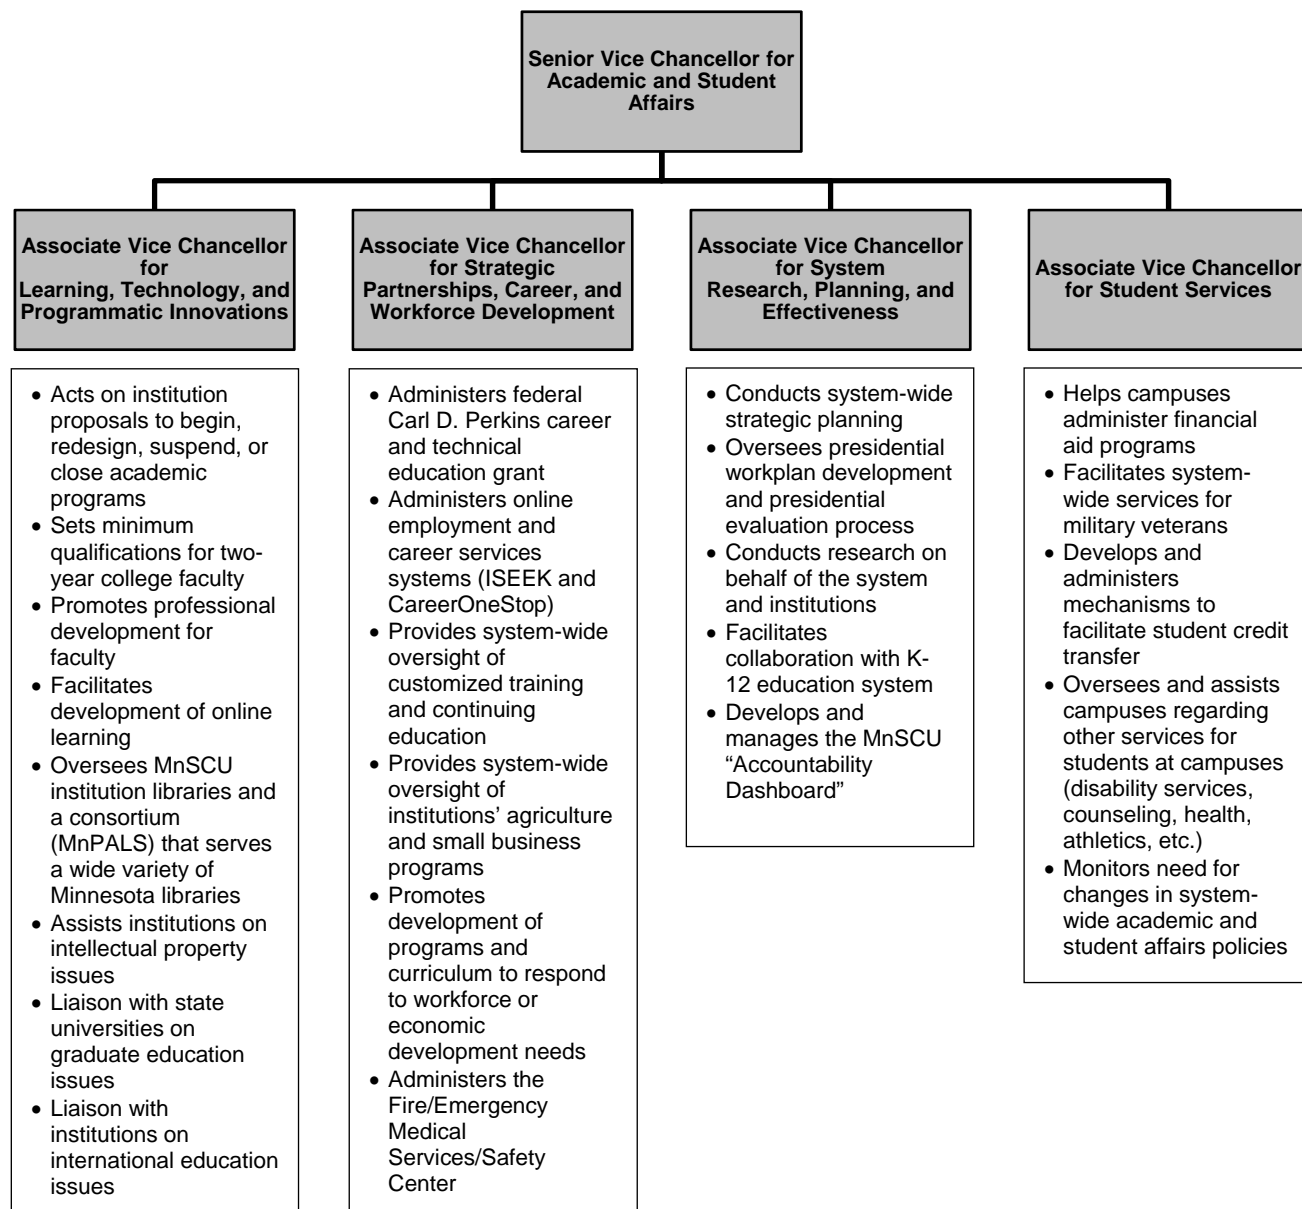 Senior Vice Chancellor for
Academic and Student
Affairs
Associate Vice Chancellor
for
Learning, Technology, and
Programmatic Innovations
Associate Vice Chancellor
for Strategic
Partnerships, Career, and
Workforce Development
Associate Vice Chancellor
for System
Research, Planning, and
Effectiveness
Associate Vice Chancellor
for Student Services
• Acts on institution
proposals to begin,
redesign, suspend, or
close academic
programs
• Sets minimum
qualifications for two-
year college faculty
• Promotes professional
development for
faculty
• Facilitates
development of online
learning
• Oversees MnSCU
institution libraries and
a consortium
(MnPALS) that serves
a wide variety of
Minnesota libraries
• Assists institutions on
intellectual property
issues
• Liaison with state
universities on
graduate education
issues
• Liaison with
institutions on
international education
issues
• Administers federal
Carl D. Perkins career
and technical
education grant
• Administers online
employment and
career services
systems (ISEEK and
CareerOneStop)
• Provides system-wide
oversight of
customized training
and continuing
education
• Provides system-wide
oversight of
institutions’ agriculture
and small business
programs
• Promotes
development of
programs and
curriculum to respond
to workforce or
economic
development needs
• Administers the
Fire/Emergency
Medical
Services/Safety
Center
• Conducts system-wide
strategic planning
• Oversees presidential
workplan development
and presidential
evaluation process
• Conducts research on
behalf of the system
and institutions
• Facilitates
collaboration with K-
12 education system
• Develops and
manages the MnSCU
“Accountability
Dashboard”
• Helps campuses
administer financial
aid programs
• Facilitates system-
wide services for
military veterans
• Develops and
administers
mechanisms to
facilitate student credit
transfer
• Oversees and assists
campuses regarding
other services for
students at campuses
(disability services,
counseling, health,
athletics, etc.)
• Monitors need for
changes in system-
wide academic and
student affairs policies